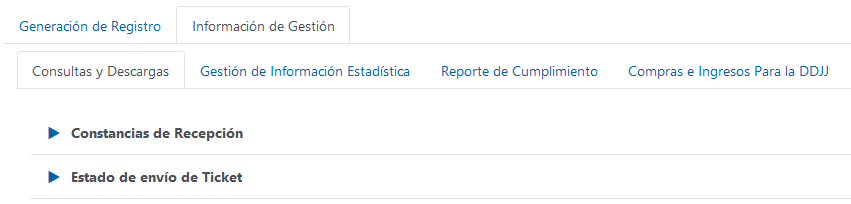 Generación de Registro Información de Gestión
Consultas y Descargas Gestión de Información Estadística Reporte de Cumplimiento Compras e Ingresos Para la DDJJ
Constancias de Recepción
Estado de envío de Ticket